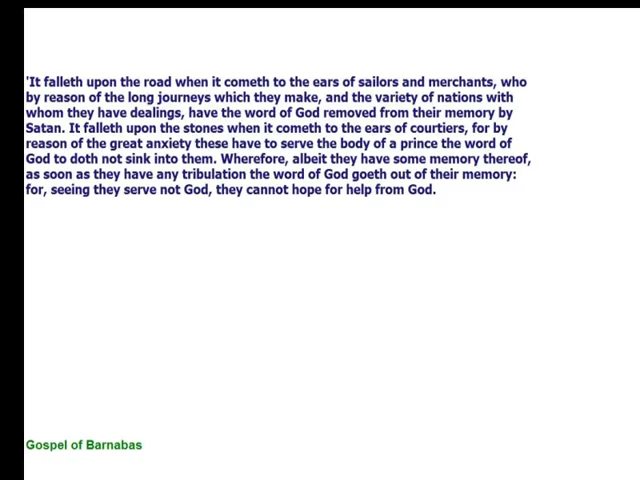 'It falleth upon the road when it cometh to the ears of sailors and merchants, who
by reason of the long journeys which they make, and the variety of nations with
whom they have dealings, have the word of God removed from their memory by
Satan. It falleth upon the stones when it cometh to the ears of courtiers, for by
reason of the great anxiety these have to serve the body of a prince the word of
God to doth not sink into them. Wherefore, albeit they have some memory thereof,
as soon as they have any tribulation the word of God goeth out of their memory:
for, seeing they serve not God, they cannot hope for help from God.
Gospel of Barnabas